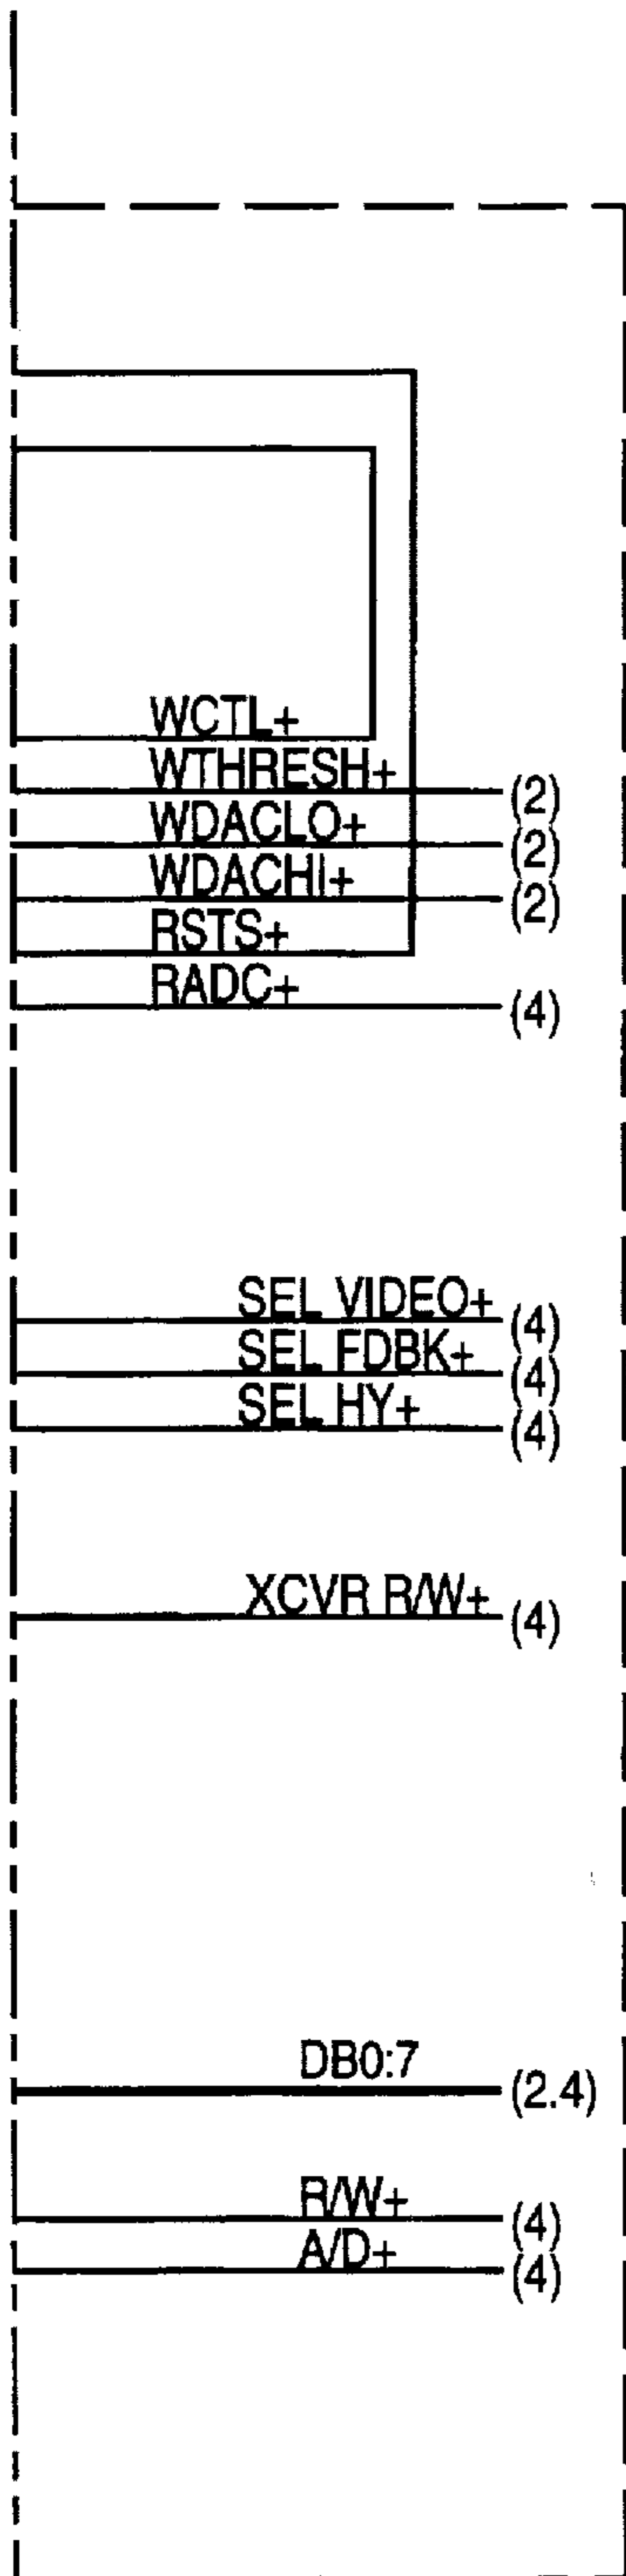 WCTL+
WTHRESH+ (2)
WDACLO+ (2)
WDACHI+ (2)
RSTS+
RADC+ (4)
SEL VIDEO+ (4)
SEL FDBK+ (4)
SEL HY+ (4)
XCVR R/W+ (4)
DB0:7 (2.4)
R/W+ (4)
A/D+ (4)